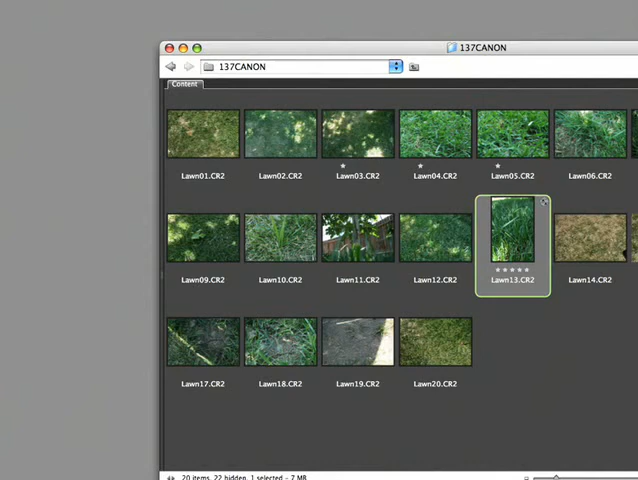 137CANON
137CANON
Content
Lawn01.CR2 Lawn02.CR2 Lawn03.CR2 Lawn04.CR2 Lawn05.CR2 Lawn06.CR2
Lawn09.CR2 Lawn10.CR2 Lawn11.CR2 Lawn12.CR2 Lawn13.CR2 Lawn14.CR2
Lawn17.CR2 Lawn18.CR2 Lawn19.CR2 Lawn20.CR2
20 items, 22 hidden, 1 selected - 7 MB